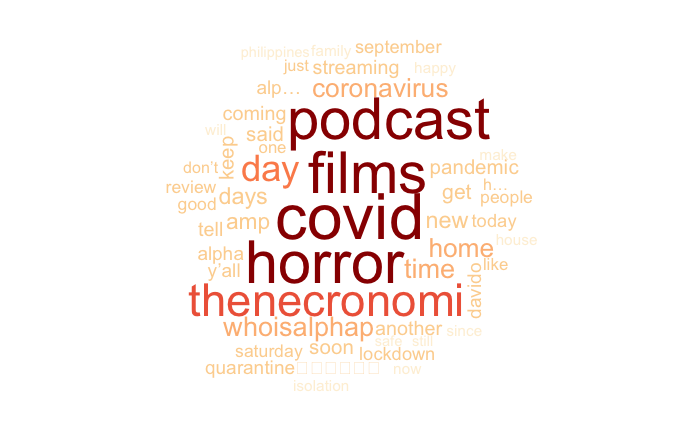 philippines family september
just streaming happy
alp… coronavirus
coming podcast
will said
keep one
don't day films pandemic make
review days get h… people
good covid
tell amp new today
alpha horror home house
y'all time davido like
thenecronomi
whoisalphap another since
saturday soon safe still
lockdown
quarantine □□□□□□ now
isolation